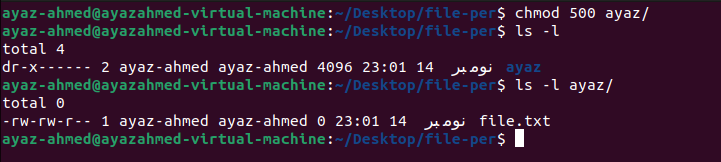 ayaz-ahmed@ayazahmed-virtual-machine:~/Desktop/file-per$ chmod 500 ayaz/
ayaz-ahmed@ayazahmed-virtual-machine:~/Desktop/file-per$ ls -l
total 4
dr-x------ 2 ayaz-ahmed ayaz-ahmed 4096 23:01 14 نومبر ayaz
ayaz-ahmed@ayazahmed-virtual-machine:~/Desktop/file-per$ ls -l ayaz/
total 0
-rw-rw-r-- 1 ayaz-ahmed ayaz-ahmed 0 23:01 14 نومبر file.txt
ayaz-ahmed@ayazahmed-virtual-machine:~/Desktop/file-per$